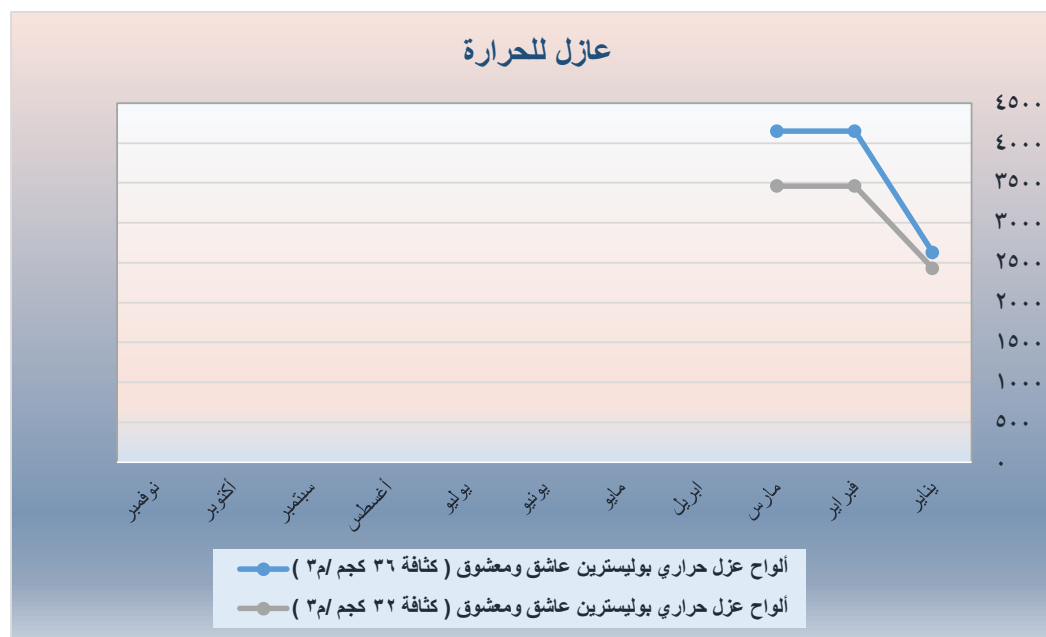 عازل للحرارة
٤٥٠٠
٤٠٠٠
٣٥٠٠
٣٠٠٠
٢٥٠٠
٢٠٠٠
١٥٠٠
١٠٠٠
٥٠٠
٠
يناير
فبراير
مارس
ابريل
مايو
يونيو
يوليو
أغسطس
سبتمبر
أكتوبر
نوفمبر
ألواح عزل حراري بوليسترين عاشق ومعشوق ( كثافة ٣٦ كجم /م٣ )
ألواح عزل حراري بوليسترين عاشق ومعشوق ( كثافة ٣٢ كجم /م٣ )